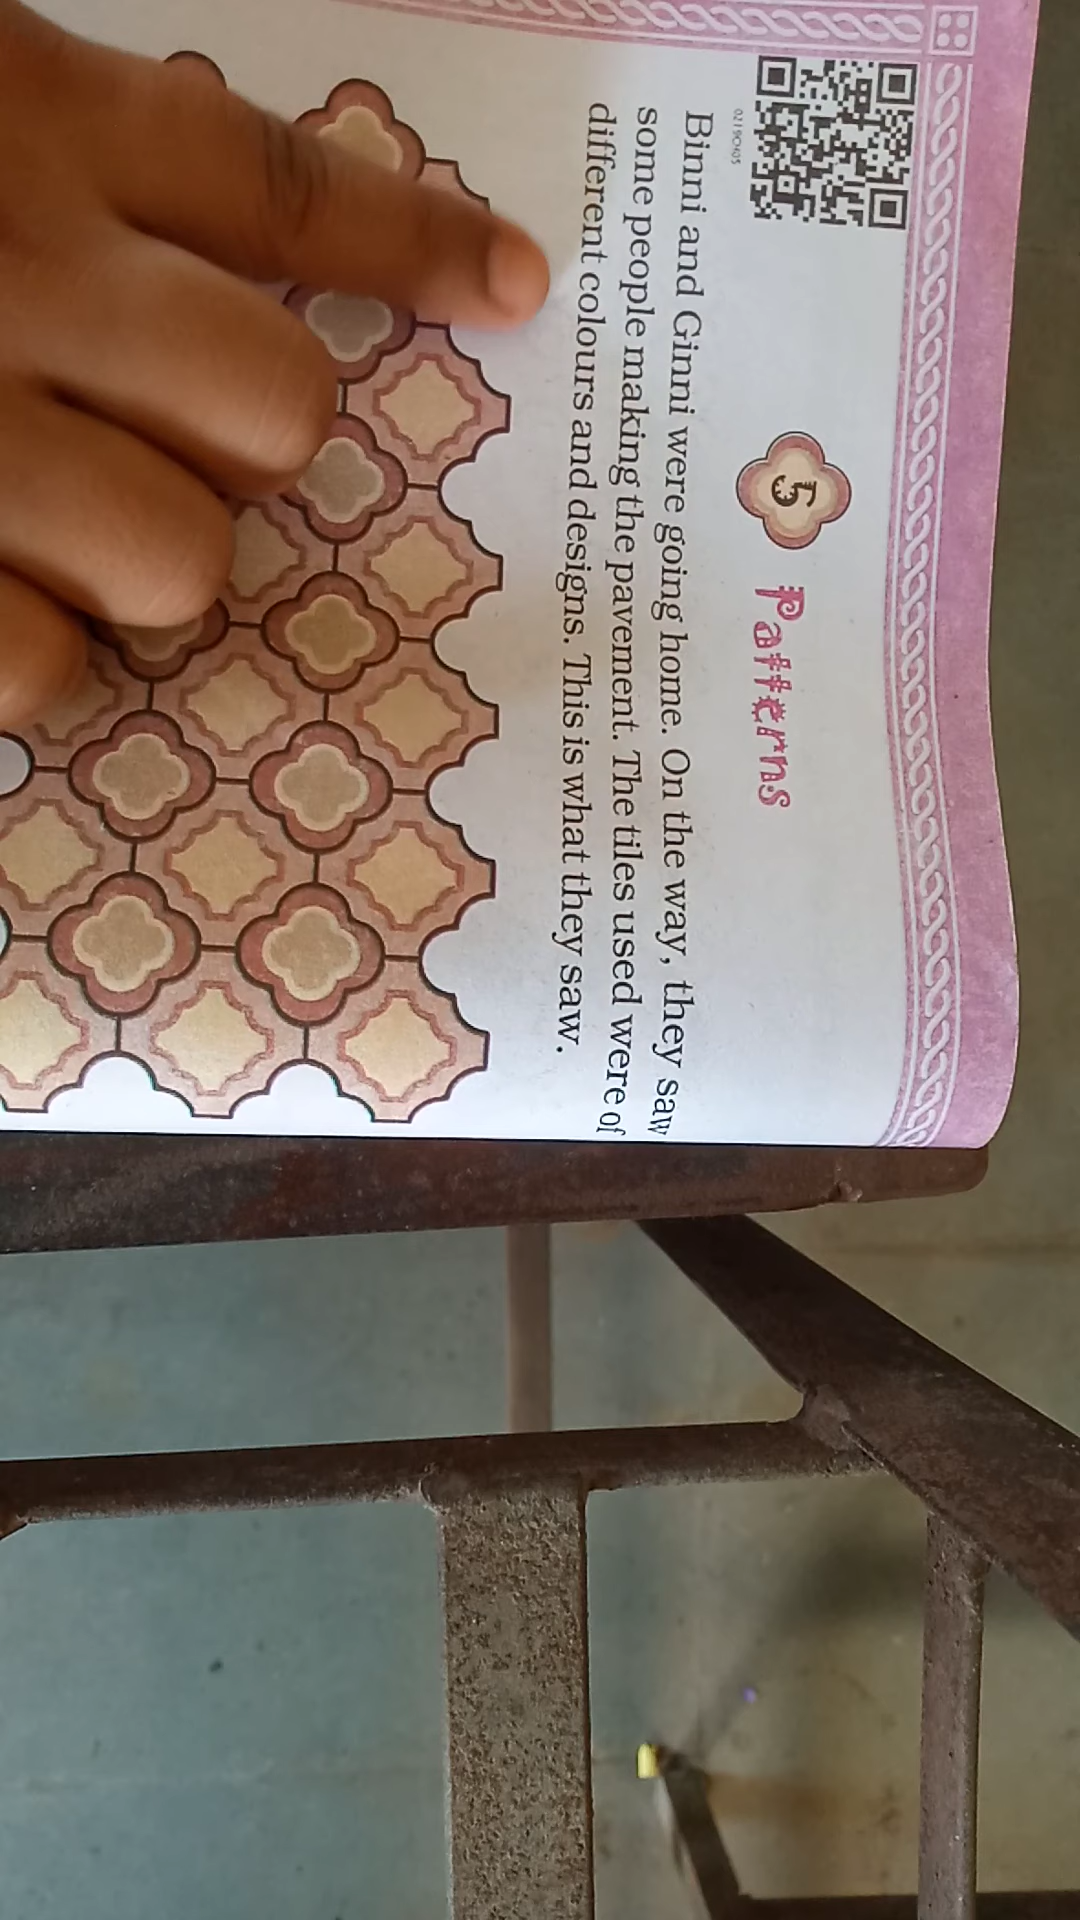 02190H05
5 Patterns
Binni and Ginni were going home. On the way, they saw
some people making the pavement. The tiles used were of
different colours and designs. This is what they saw.